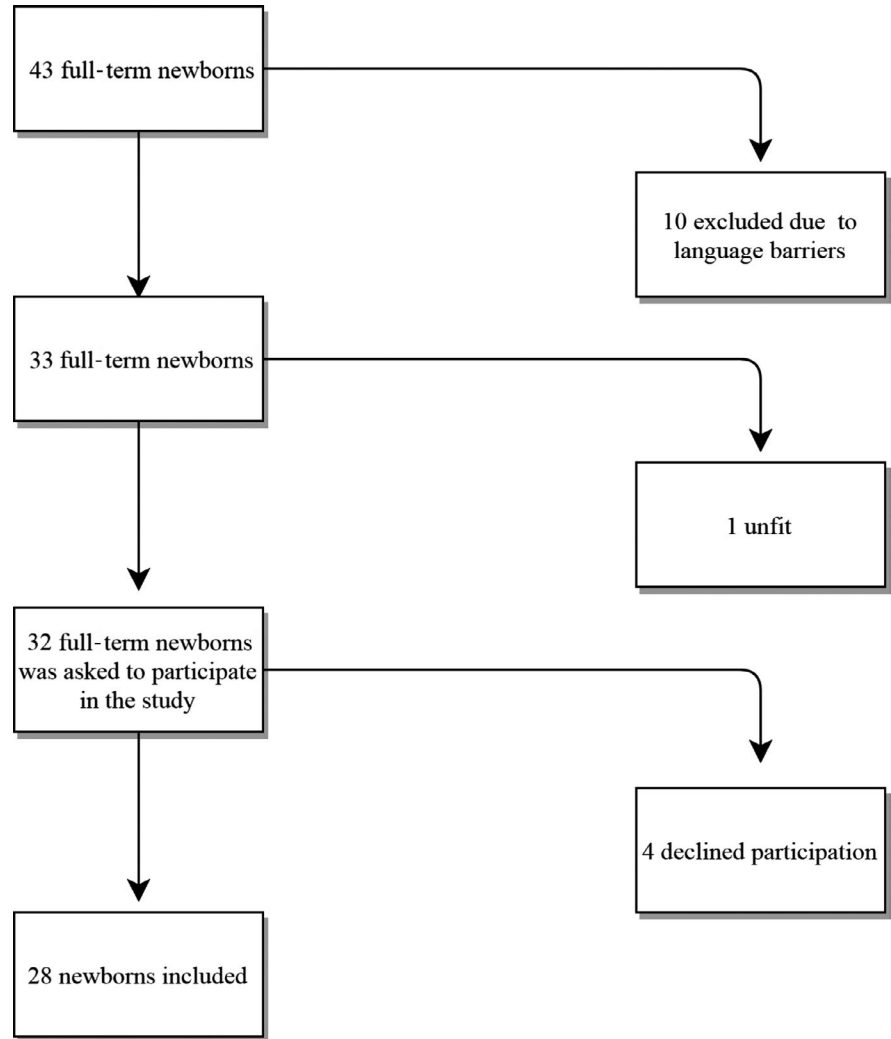 43 full-term newborns
10 excluded due to
language barriers
33 full-term newborns
1 unfit
32 full-term newborns
was asked to participate
in the study
4 declined participation
28 newborns included